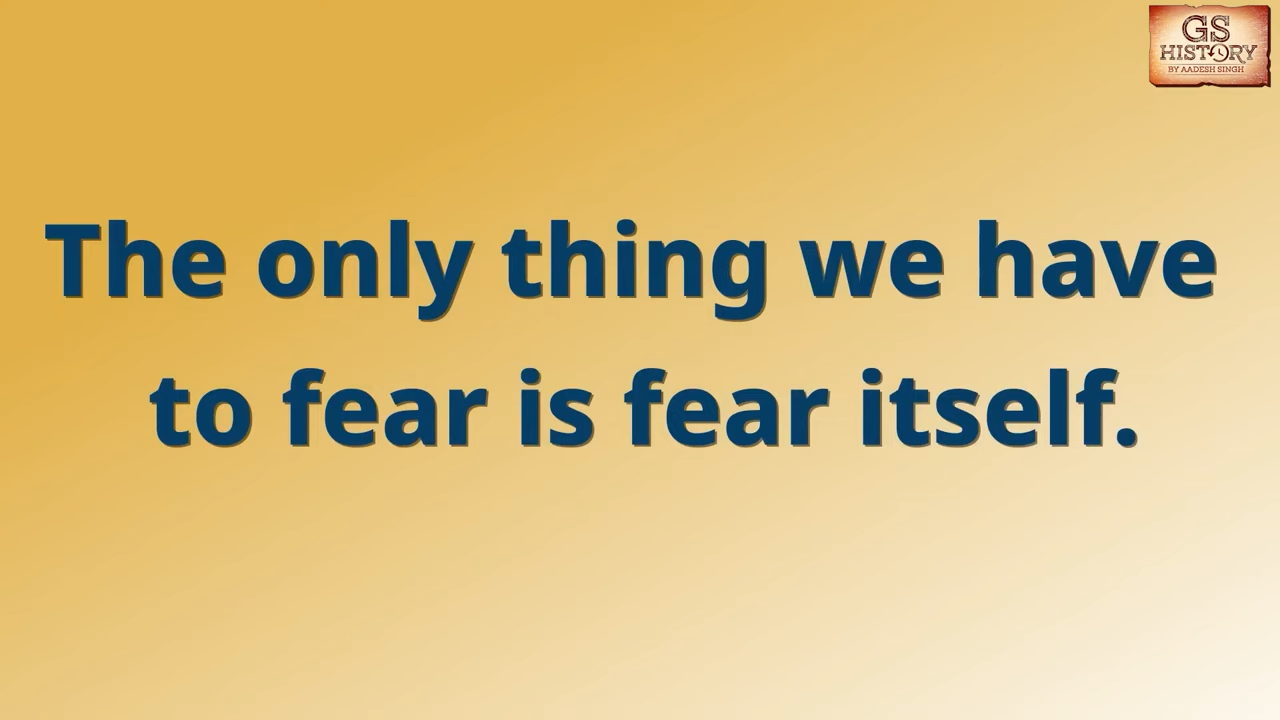 GS
HISTORY
BY AADESH SINGH
The only thing we have
to fear is fear itself.